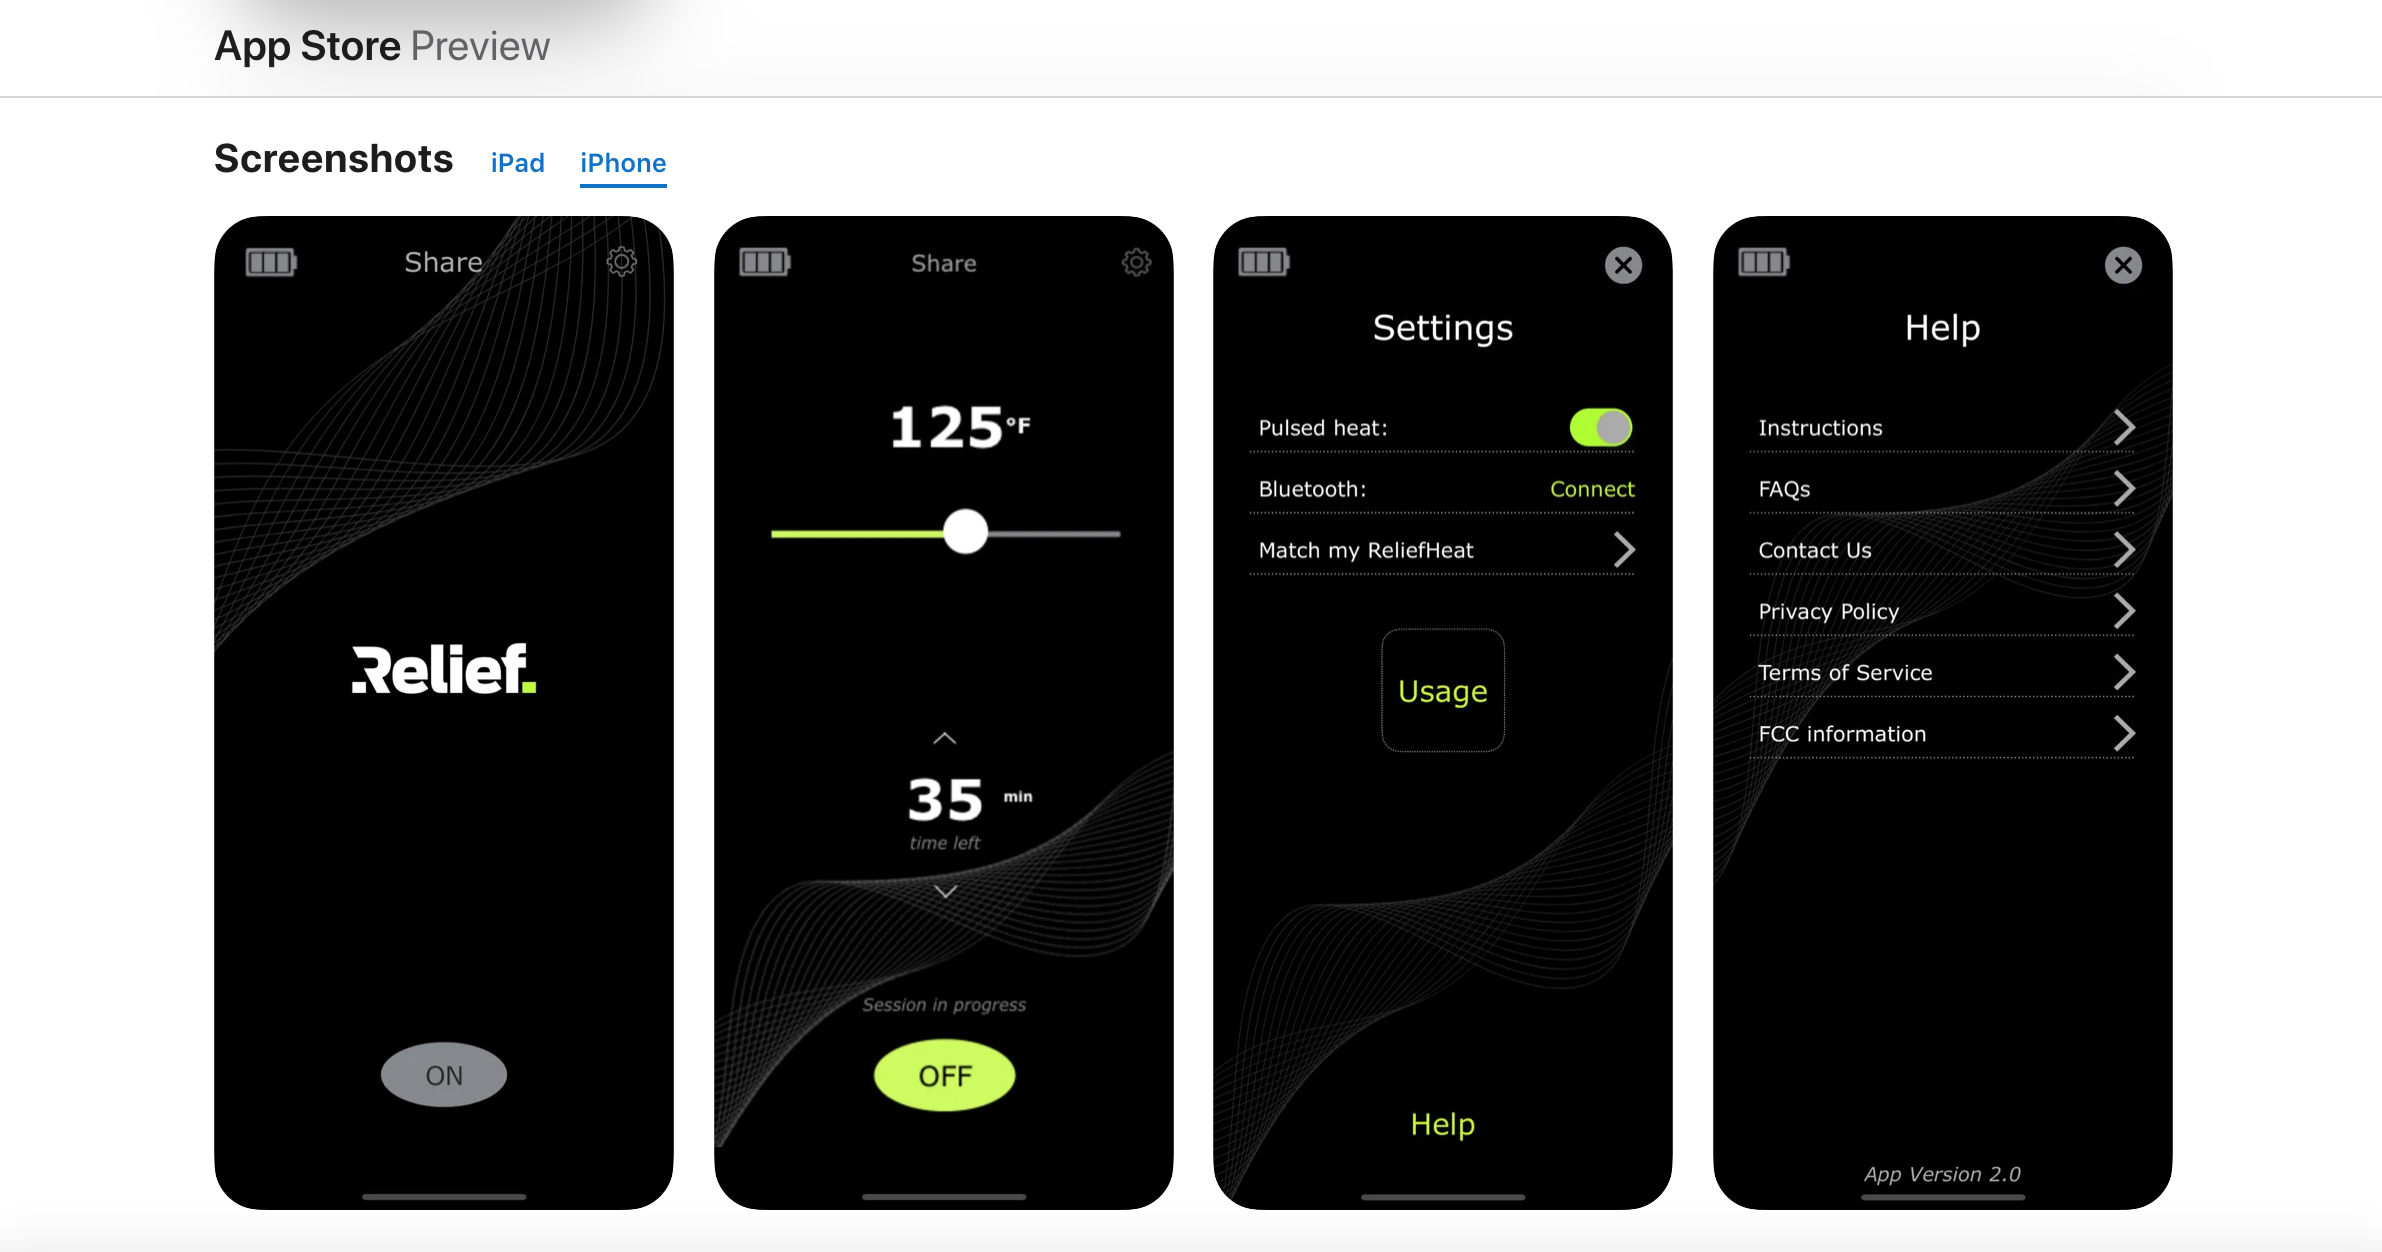 App Store Preview
Screenshots iPad iPhone
Share
Relief.
ON
Share
125°F
35 min
time left
Session in progress
OFF
Settings
Pulsed heat:
Bluetooth: Connect
Match my ReliefHeat
Usage
Help
Help
Instructions
FAQs
Contact Us
Privacy Policy
Terms of Service
FCC information
App Version 2.0